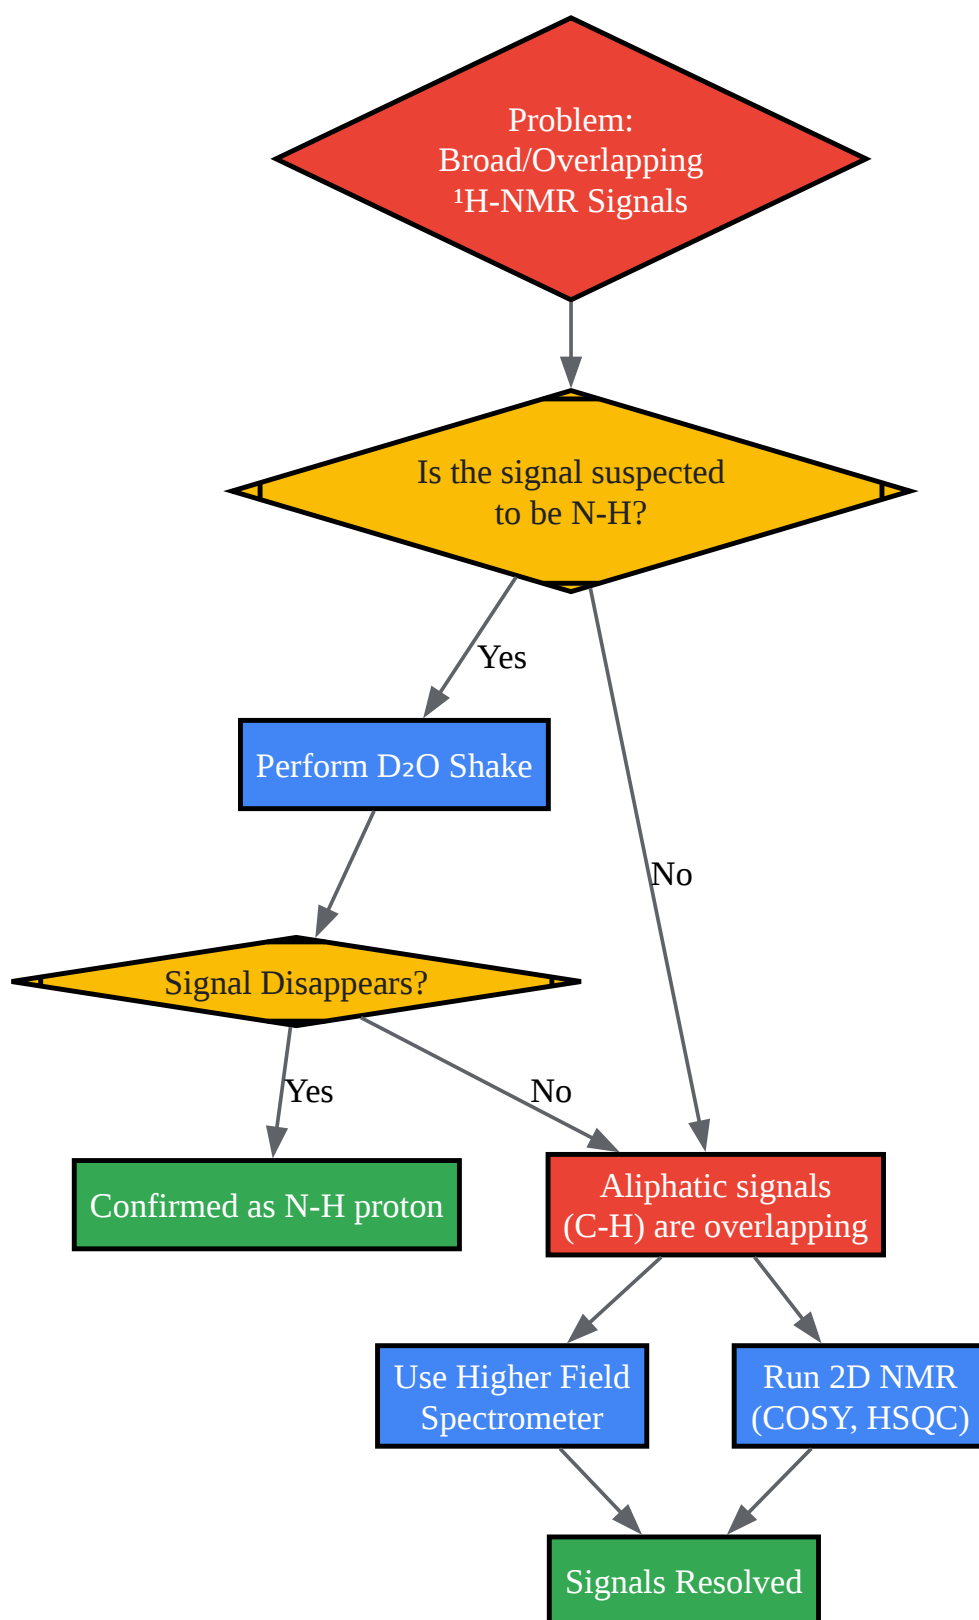 Problem:
Broad/Overlapping
¹H-NMR Signals
Is the signal suspected
to be N-H?
Yes
Perform D₂O Shake
No
Signal Disappears?
Yes
No
Confirmed as N-H proton
Aliphatic signals
(C-H) are overlapping
Use Higher Field
Spectrometer
Run 2D NMR
(COSY, HSQC)
Signals Resolved